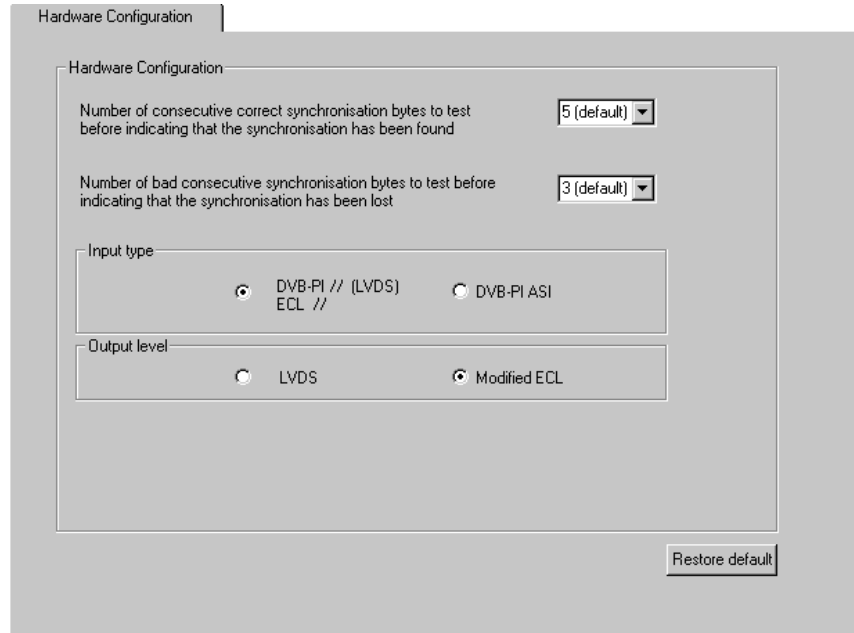 Hardware Configuration
Hardware Configuration
Number of consecutive correct synchronisation bytes to test
before indicating that the synchronisation has been found
5 (default)
Number of bad consecutive synchronisation bytes to test before
indicating that the synchronisation has been lost
3 (default)
Input type
DVB-PI // (LVDS)
ECL //
DVB-PI ASI
Output level
LVDS
Modified ECL
Restore default